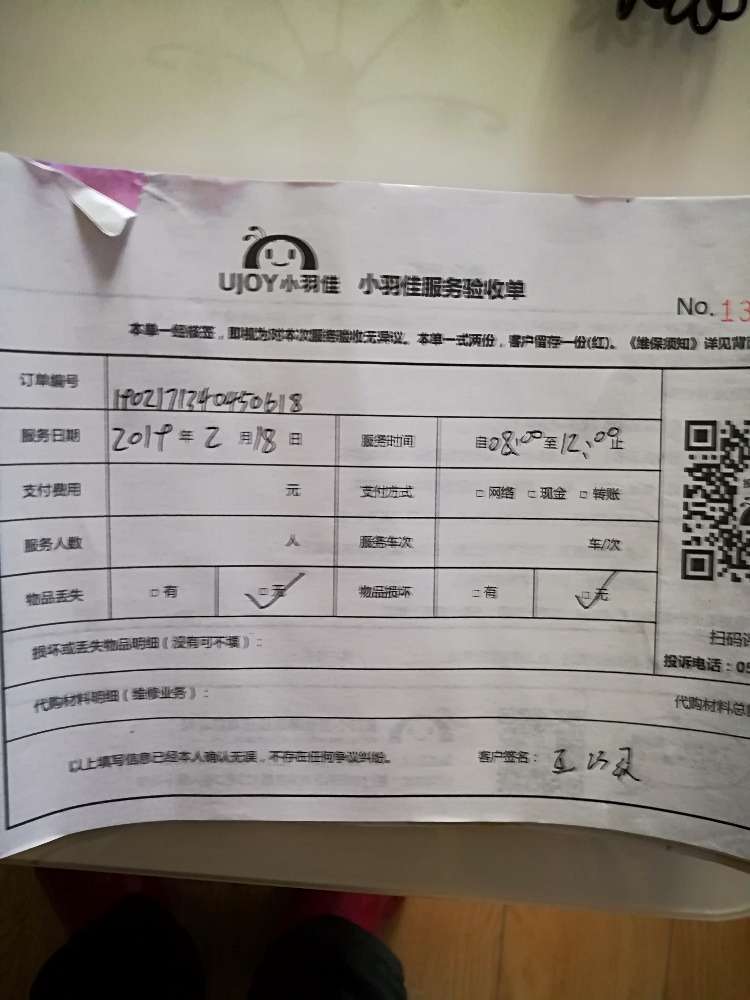 UJOY小羽佳 小羽佳服务验收单
No. 13
本单一经签签,即视为对本次服务验收无异议。本单一式两份,客户留存一份(红)。《维保须知》详见背
订单编号 1902171240450618
服务日期 2019 年 2 月 18 日 服务时间 自 08:00 至 12:00 止
支付费用 元 支付方式 □ 网络 □ 现金 □ 转账
服务人数 人 服务车次 车/次
物品丢失 □ 有 □ 无 物品损坏 □ 有 □ 无
扫码
损坏或丢失物品明细(没有可不填):
投诉电话:05
代购材料明细(维修业务): 代购材料总
以上填写信息已经本人确认无误,不存在任何争议纠纷。 客户签名: